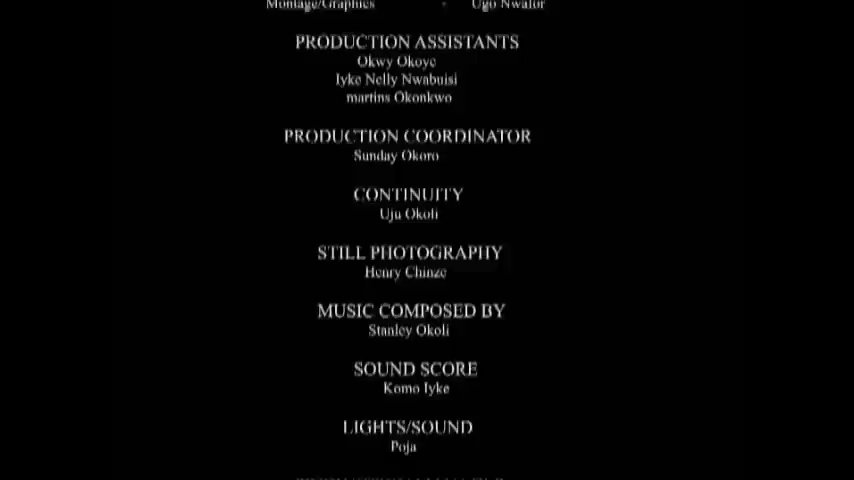 Montage/Graphics - Ugo Nwafor
PRODUCTION ASSISTANTS
Okwy Okoye
Iyke Nelly Nwabuisi
martins Okonkwo
PRODUCTION COORDINATOR
Sunday Okoro
CONTINUITY
Uju Okoli
STILL PHOTOGRAPHY
Henry Chinze
MUSIC COMPOSED BY
Stanley Okoli
SOUND SCORE
Komo Iyke
LIGHTS/SOUND
Poja